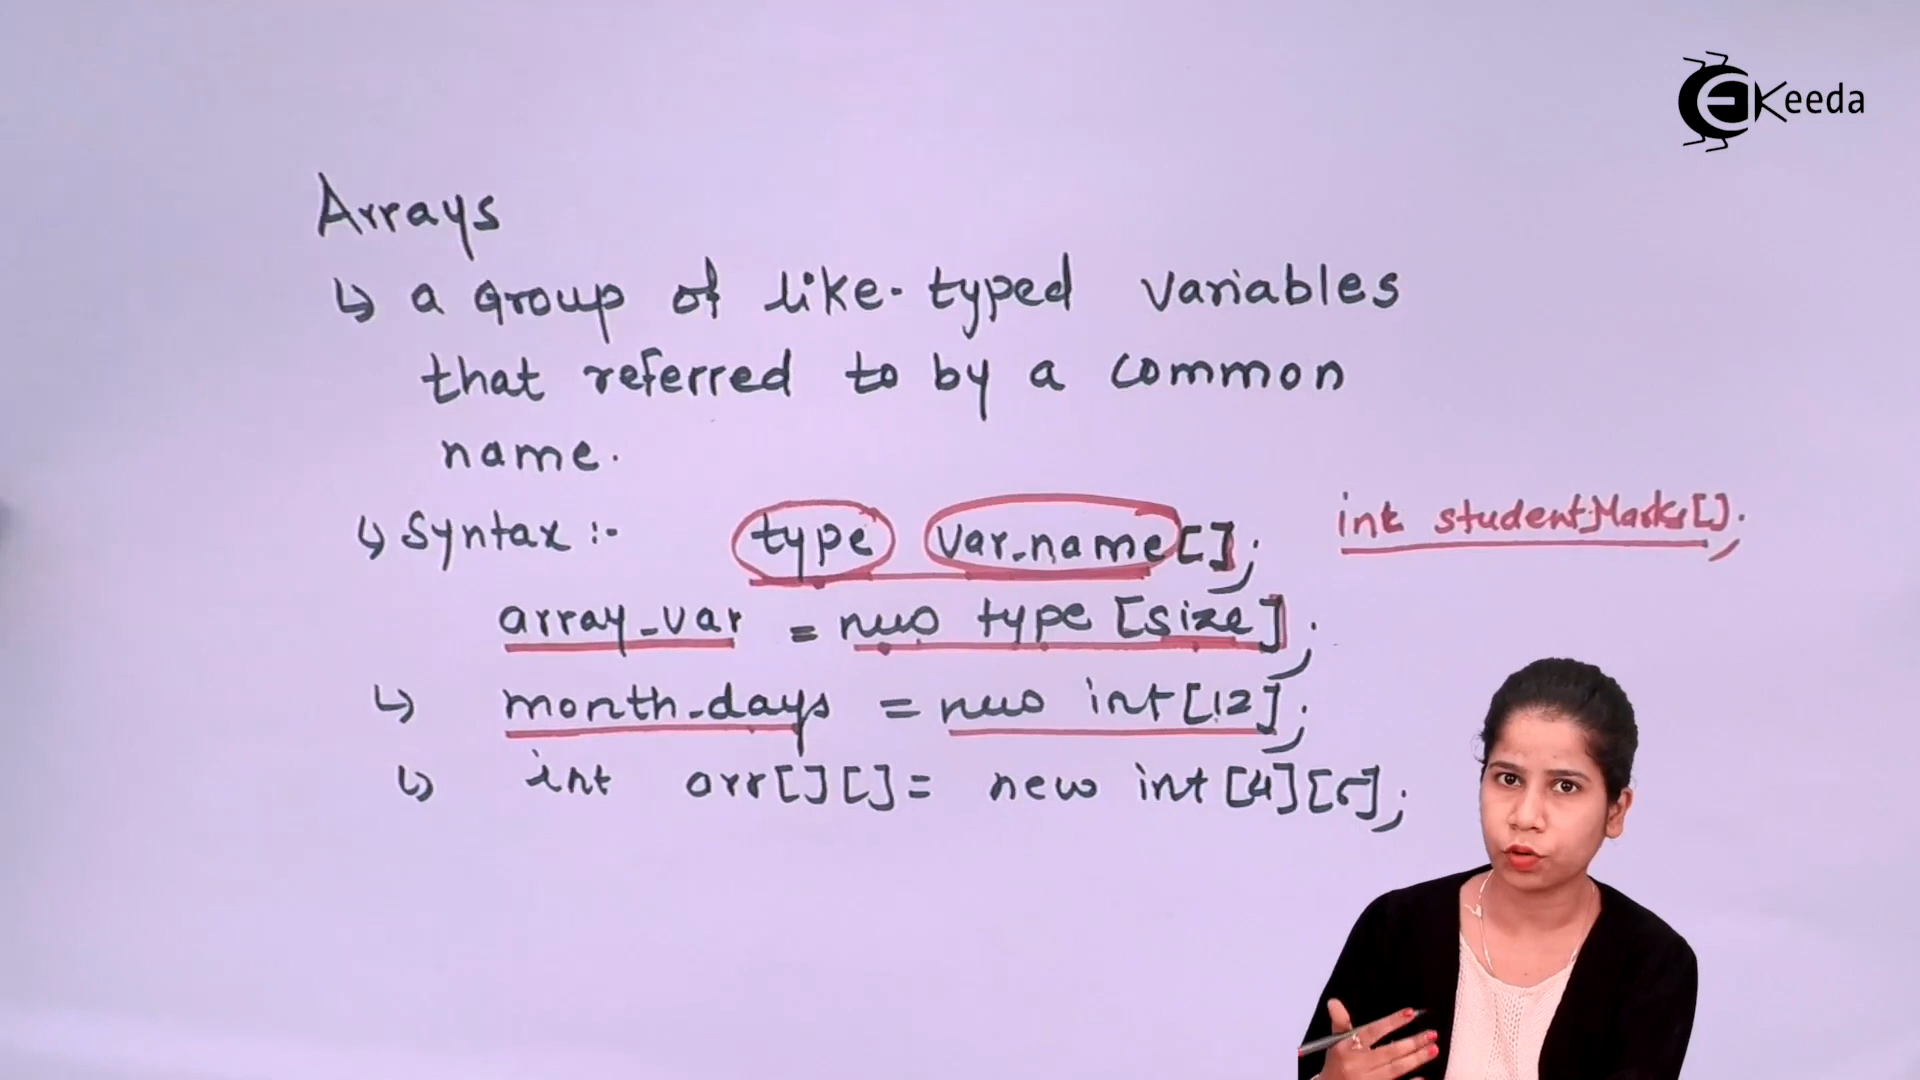 Keeda
Arrays
↳ a group of like-typed variables
that referred to by a common
name.
↳ Syntax :- type var_name[];
int studentMarks[];
array_var = new type [size];
↳ month_days = new int[12];
↳ int arr[][]= new int[4][5];